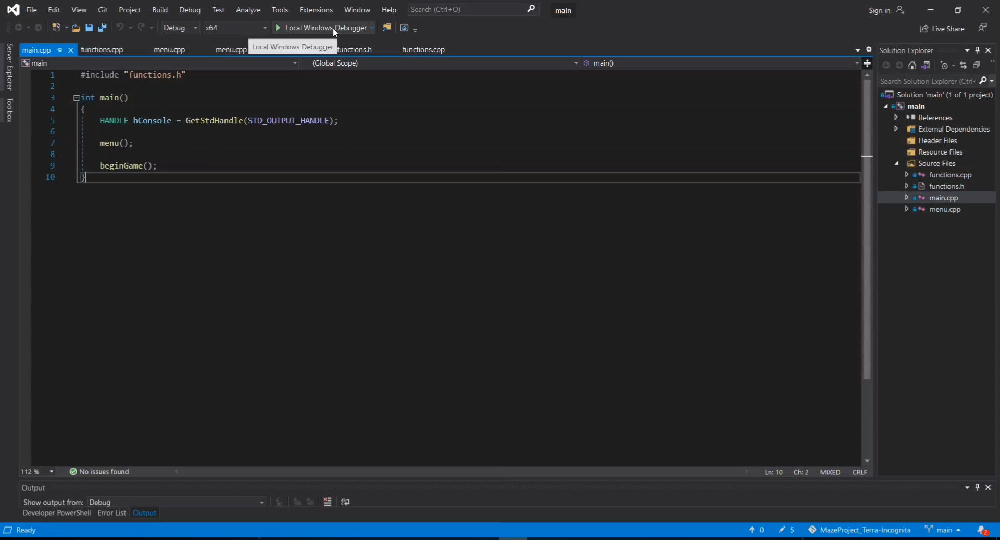 File Edit View Git Project Build Debug Test Analyze Tools Extensions Window Help Search (Ctrl+Q) main Sign in
Debug x64 Local Windows Debugger Live Share
Local Windows Debugger
main.cpp functions.cpp menu.cpp menu.cpp functions.h functions.cpp
main (Global Scope) main()
1 #include "functions.h"
2
3 int main()
4 {
5 HANDLE hConsole = GetStdHandle(STD_OUTPUT_HANDLE);
6
7 menu();
8
9 beginGame();
10 }
112 % No issues found Ln: 10 Ch: 2 MIXED CRLF
Server Explorer
Toolbox
Solution Explorer
Search Solution Explorer (Ctrl+
Solution 'main' (1 of 1 project)
main
References
External Dependencies
Header Files
Resource Files
Source Files
functions.cpp
functions.h
main.cpp
menu.cpp
Output
Show output from: Debug
Developer PowerShell Error List Output
Ready 0 5 MazeProject_Terra-Incognita main 2